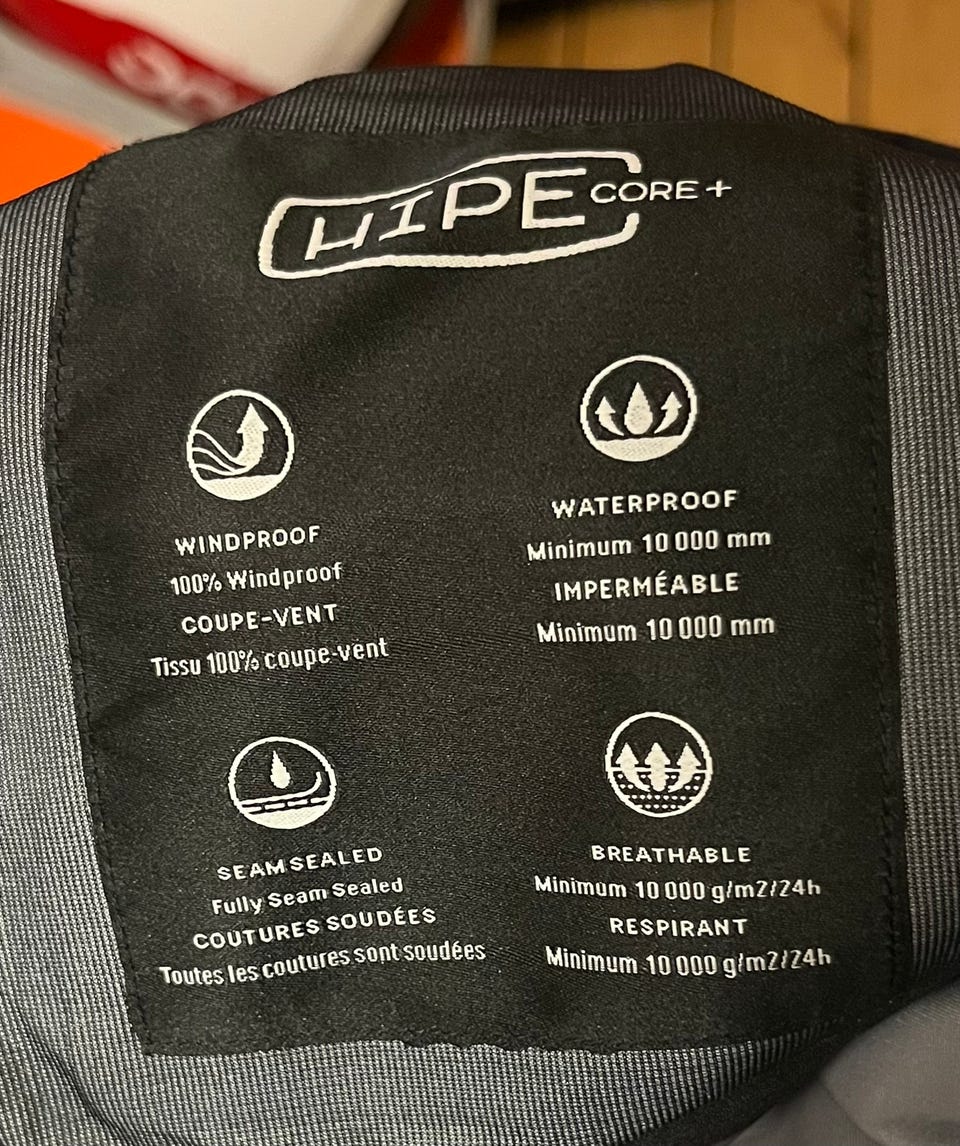 HIPE CORE+
WINDPROOF
100% Windproof
COUPE-VENT
Tissu 100% coupe-vent
WATERPROOF
Minimum 10 000 mm
IMPERMÉABLE
Minimum 10 000 mm
SEAM SEALED
Fully Seam Sealed
COUTURES SOUDÉES
Toutes les coutures sont soudées
BREATHABLE
Minimum 10 000 g/m2/24h
RESPIRANT
Minimum 10 000 g/m2/24h